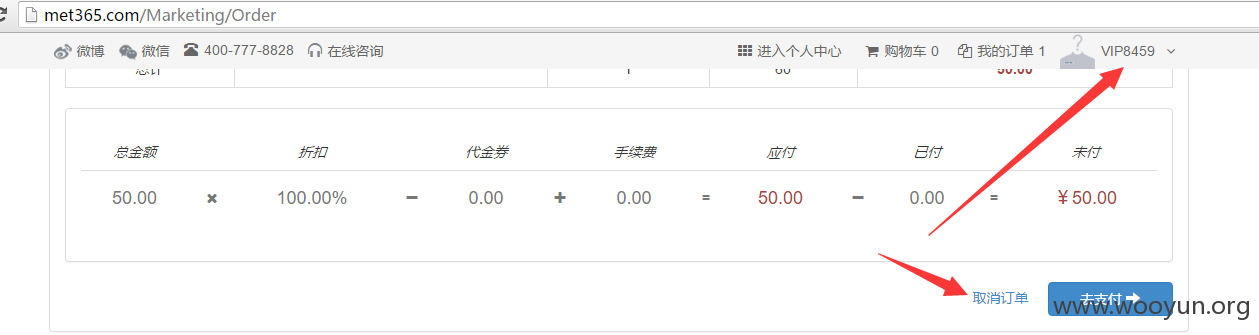 met365.com/Marketing/Order
微博 微信 400-777-8828 在线咨询 进入个人中心 购物车 0 我的订单 1 VIP8459
总计 1 60 50.00
总金额 折扣 代金券 手续费 应付 已付 未付
50.00 × 100.00% − 0.00 + 0.00 = 50.00 − 0.00 = ¥ 50.00
取消订单 去支付
www.wooyun.org